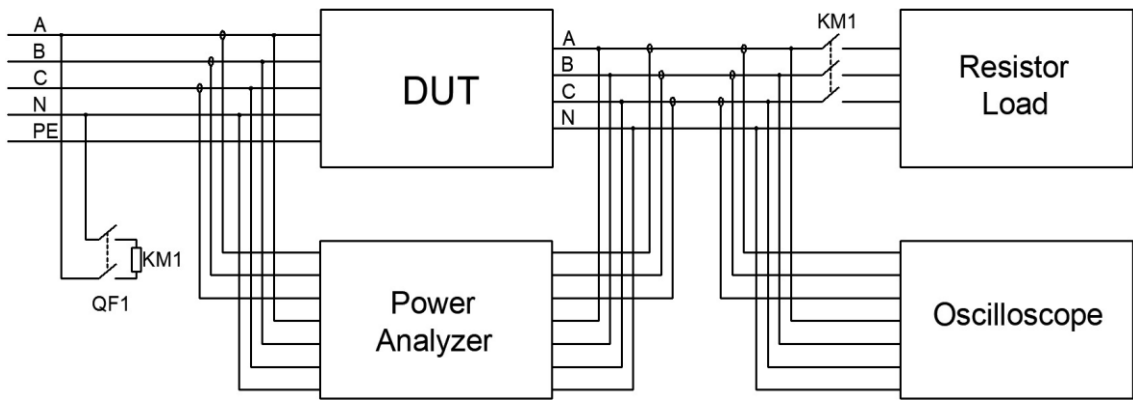 A
B
C
N
PE
DUT
A
B
C
N
KM1
Resistor
Load
KM1
QF1
Power
Analyzer
Oscilloscope